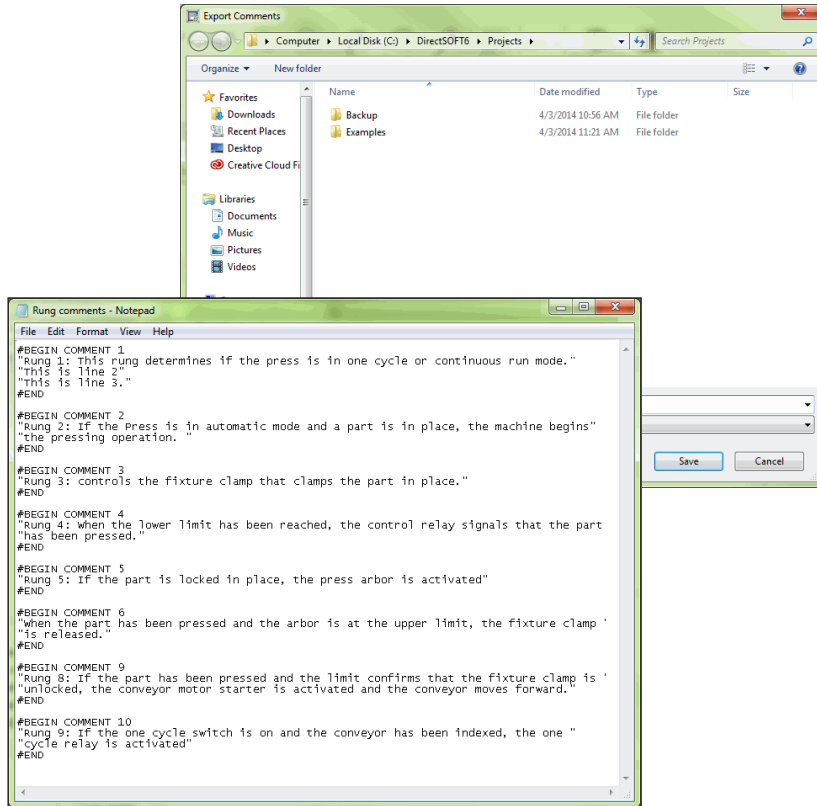 Export Comments
Computer Local Disk (C:) DirectSOFT6 Projects
Search Projects
Organize New folder
Name Date modified Type Size
Favorites
Downloads
Recent Places
Desktop
Creative Cloud Fi
Libraries
Documents
Music
Pictures
Videos
Backup 4/3/2014 10:56 AM File folder
Examples 4/3/2014 11:21 AM File folder
Save Cancel
Rung comments - Notepad
File Edit Format View Help
#BEGIN COMMENT 1
"Rung 1: This rung determines if the press is in one cycle or continuous run mode."
"This is line 2"
"This is line 3."
#END
#BEGIN COMMENT 2
"Rung 2: If the Press is in automatic mode and a part is in place, the machine begins"
"the pressing operation. "
#END
#BEGIN COMMENT 3
"Rung 3: controls the fixture clamp that clamps the part in place."
#END
#BEGIN COMMENT 4
"Rung 4: When the lower limit has been reached, the control relay signals that the part
"has been pressed."
#END
#BEGIN COMMENT 5
"Rung 5: If the part is locked in place, the press arbor is activated"
#END
#BEGIN COMMENT 6
"When the part has been pressed and the arbor is at the upper limit, the fixture clamp '
"is released."
#END
#BEGIN COMMENT 9
"Rung 8: If the part has been pressed and the limit confirms that the fixture clamp is '
"unlocked, the conveyor motor starter is activated and the conveyor moves forward."
#END
#BEGIN COMMENT 10
"Rung 9: If the one cycle switch is on and the conveyor has been indexed, the one "
"cycle relay is activated"
#END